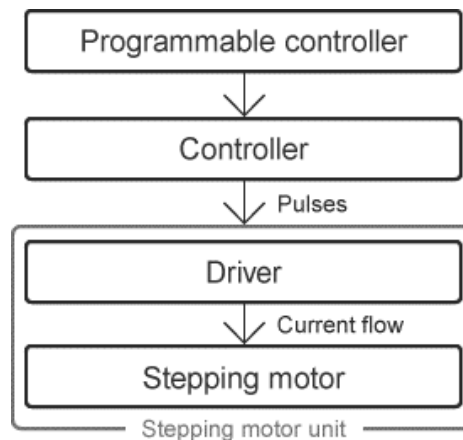 Programmable controller
Controller
Pulses
Driver
Current flow
Stepping motor
Stepping motor unit